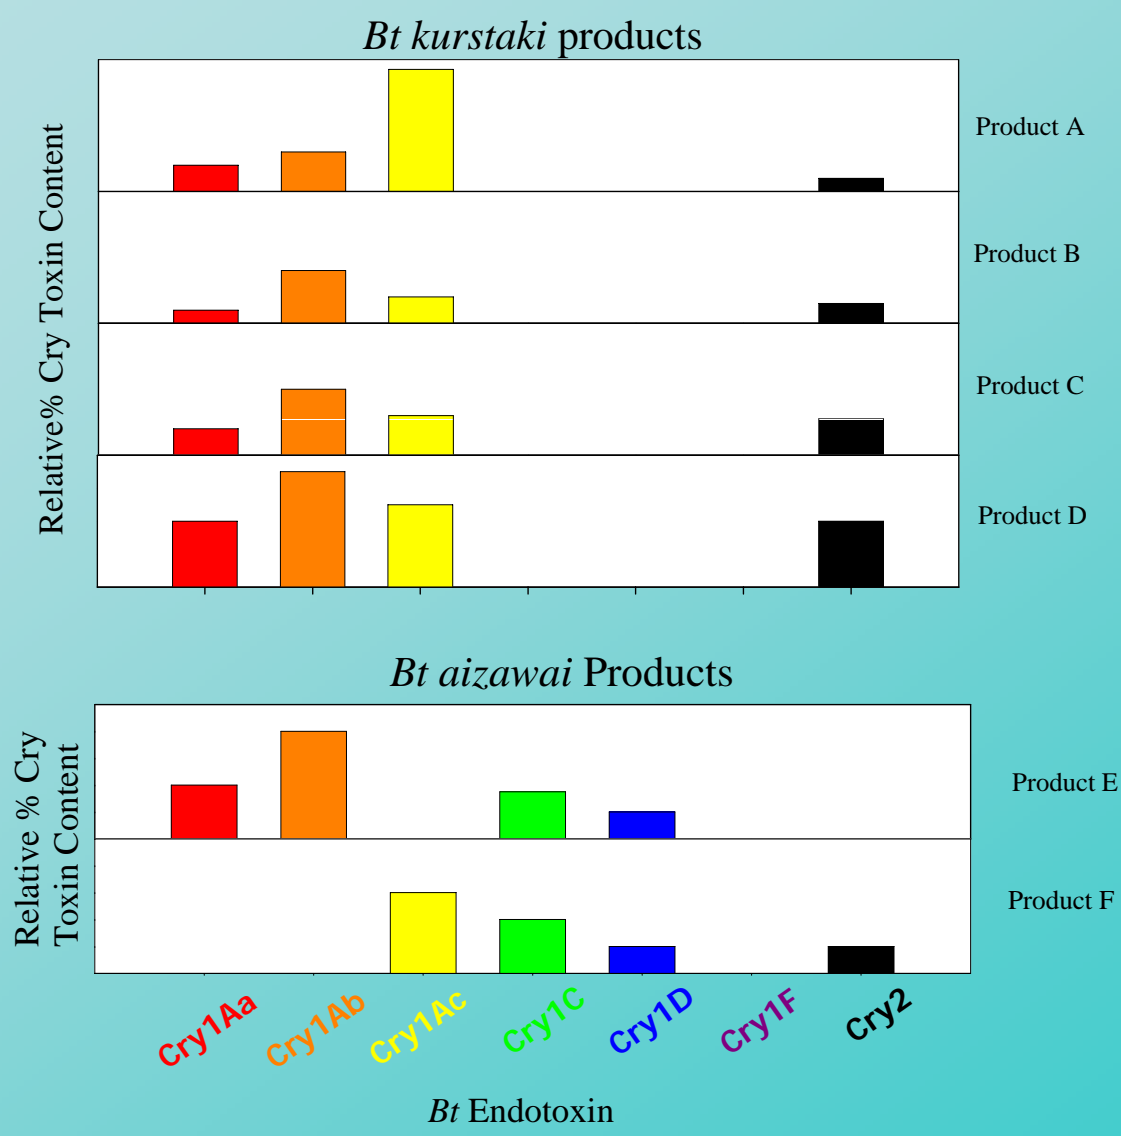 Bt kurstaki products
Relative% Cry Toxin Content
Product A
Product B
Product C
Product D
Bt aizawai Products
Relative % Cry
Toxin Content
Product E
Product F
Cry1Aa
Cry1Ab
Cry1Ac
Cry1C
Cry1D
Cry1F
Cry2
Bt Endotoxin